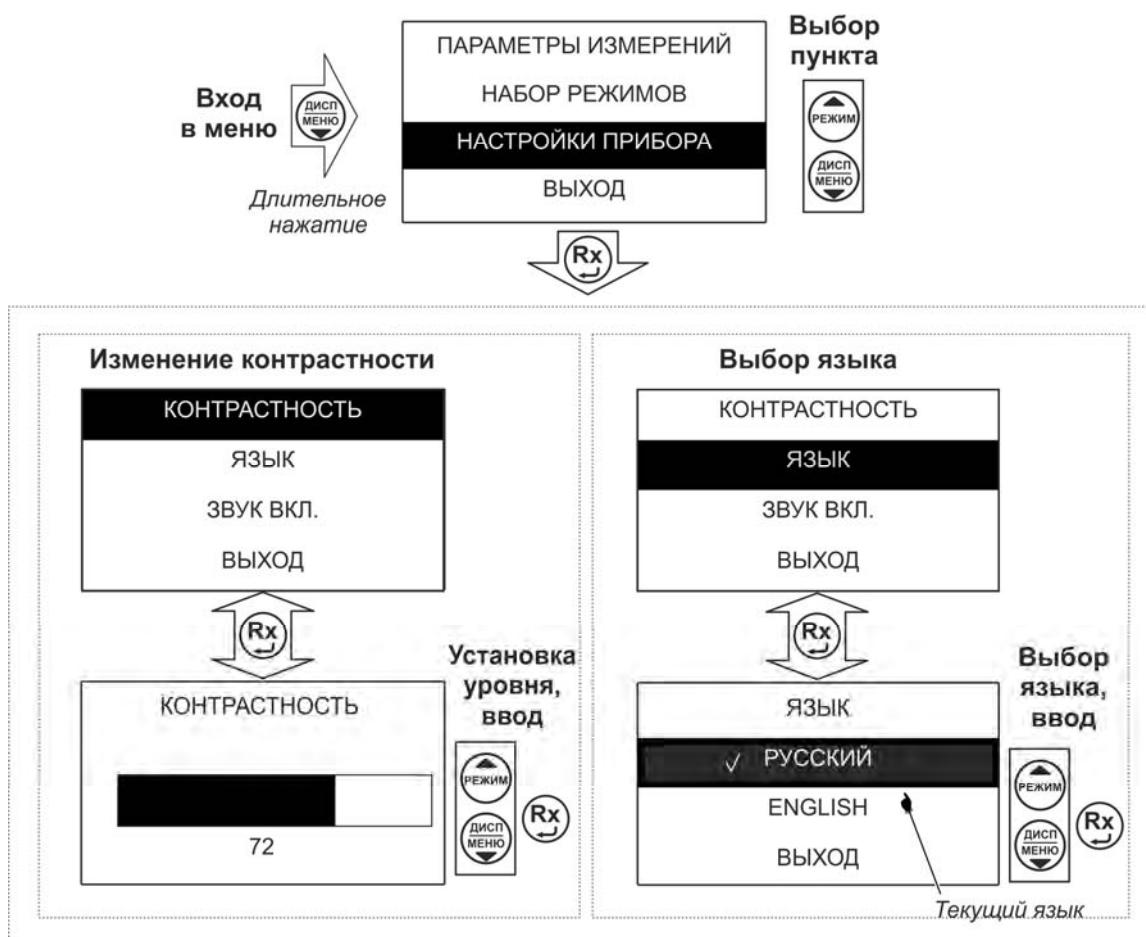 Вход
в меню
ДИСП
МЕНЮ
Длительное
нажатие
ПАРАМЕТРЫ ИЗМЕРЕНИЙ
НАБОР РЕЖИМОВ
НАСТРОЙКИ ПРИБОРА
ВЫХОД
Выбор
пункта
РЕЖИМ
ДИСП
МЕНЮ
Rx
Изменение контрастности
КОНТРАСТНОСТЬ
ЯЗЫК
ЗВУК ВКЛ.
ВЫХОД
Rx
КОНТРАСТНОСТЬ
72
Установка
уровня,
ввод
РЕЖИМ
ДИСП
МЕНЮ
Rx
Выбор языка
КОНТРАСТНОСТЬ
ЯЗЫК
ЗВУК ВКЛ.
ВЫХОД
Rx
ЯЗЫК
✓ РУССКИЙ
ENGLISH
ВЫХОД
Выбор
языка,
ввод
РЕЖИМ
ДИСП
МЕНЮ
Rx
Текущий язык